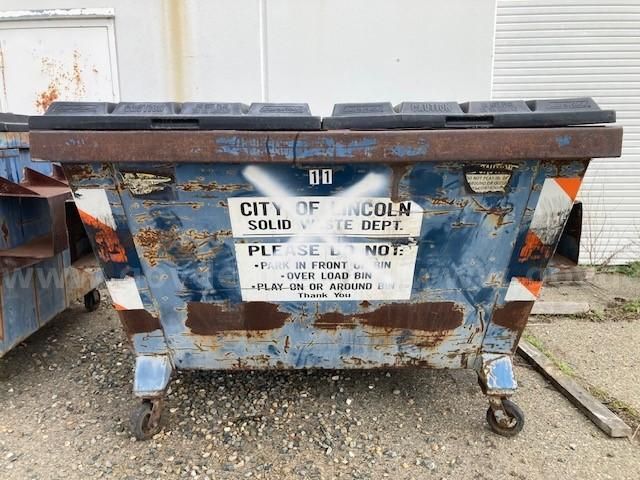 CAUTION
11
CITY OF LINCOLN
SOLID WASTE DEPT.
PLEASE DO NOT:
•PARK IN FRONT OF BIN
•OVER LOAD BIN
•PLAY ON OR AROUND BIN
Thank You